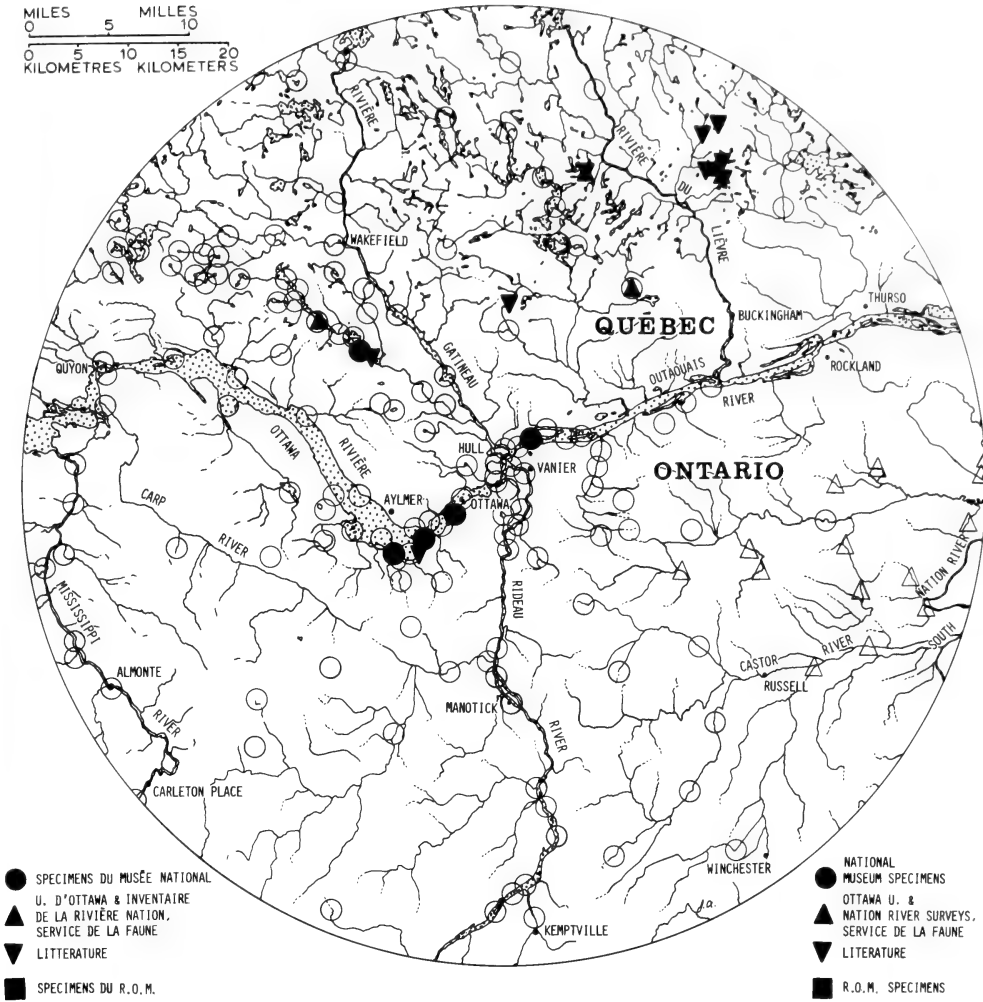 MILES MILLES
0 5 10
0 5 10 15 20
KILOMÈTRES KILOMETERS
RIVIÈRE
RIVIÈRE
DU
LIÈVRE
WAKEFIELD
THURSO
QUÉBEC
BUCKINGHAM
GATINEAU
QUYON
OUTAOUAIS
ROCKLAND
RIVER
OTTAWA
RIVIÈRE
HULL
VANIER
ONTARIO
CARP
RIVER
AYLMER
OTTAWA
NATION RIVER
MISSISSIPPI
RIDEAU
SOUTH
CASTOR
RIVER
RUSSELL
ALMONTE
RIVER
MANOTICK
RIVER
CARLETON PLACE
WINCHESTER
KEMPTVILLE
j.a.
SPECIMENS DU MUSÉE NATIONAL
U. D'OTTAWA & INVENTAIRE
DE LA RIVIÈRE NATION,
SERVICE DE LA FAUNE
LITTERATURE
SPECIMENS DU R.O.M.
NATIONAL
MUSEUM SPECIMENS
OTTAWA U. &
NATION RIVER SURVEYS,
SERVICE DE LA FAUNE
LITERATURE
R.O.M. SPECIMENS